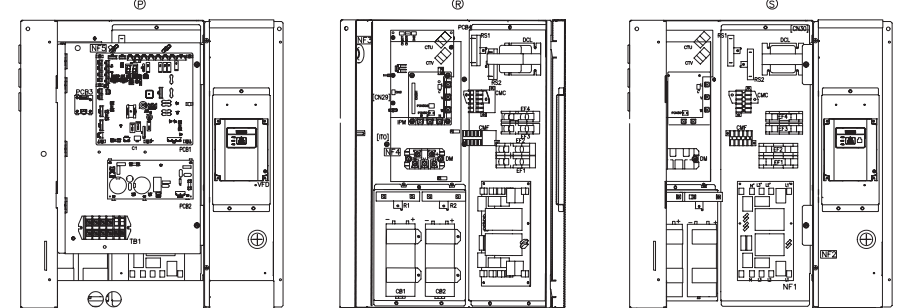 P
NF5
PCB3
C1
PCB1
PCB2
VFD
TB1
R
NF3
PCB4
RS1
DCL
CTU
CTV
RS2
[CN29]
CMC
IPM
CMF
EF4
EF3
[ITO]
EF2
NF4
DM
EF1
R1
R2
CB1
CB2
S
[CN30]
RS1
DCL
CTU
CTV
RS2
CMC
EF4
EF3
CMF
EF2
DM
EF1
NF2
NF1